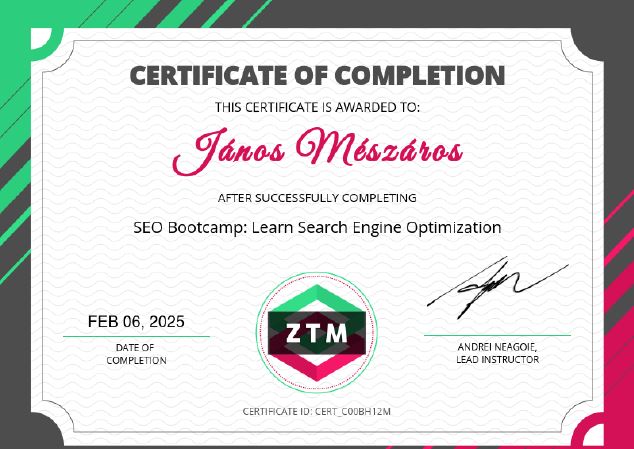 CERTIFICATE OF COMPLETION
THIS CERTIFICATE IS AWARDED TO:
János Mészáros
AFTER SUCCESSFULLY COMPLETING
SEO Bootcamp: Learn Search Engine Optimization
FEB 06, 2025
DATE OF
COMPLETION
ZTM
ANDREI NEAGOIE,
LEAD INSTRUCTOR
CERTIFICATE ID: CERT_C00BH12M